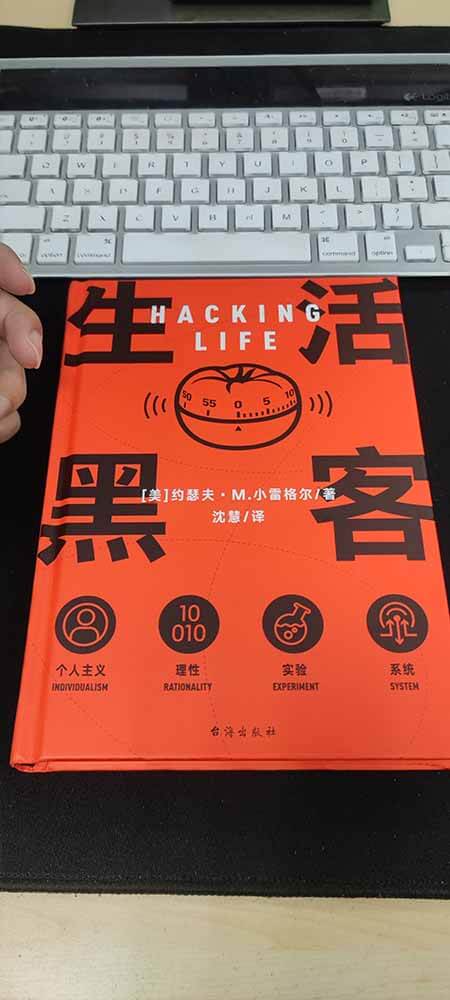 Q W E R T Y U I O P
A S D F G H J K L
Z X C V B N M
option command command option
生活
HACKING
LIFE
50 55 0 5 10
黑客
[美]约瑟夫·M.小雷格尔/著
沈慧/译
10
010
个人主义 理性 实验 系统
INDIVIDUALISM RATIONALITY EXPERIMENT SYSTEM
台海出版社